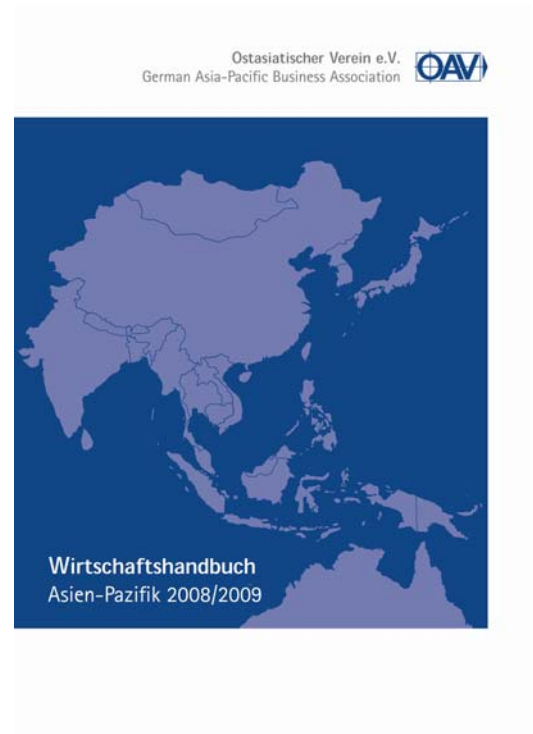 Ostasiatischer Verein e.V.
German Asia-Pacific Business Association
OAV
Wirtschaftshandbuch
Asien-Pazifik 2008/2009